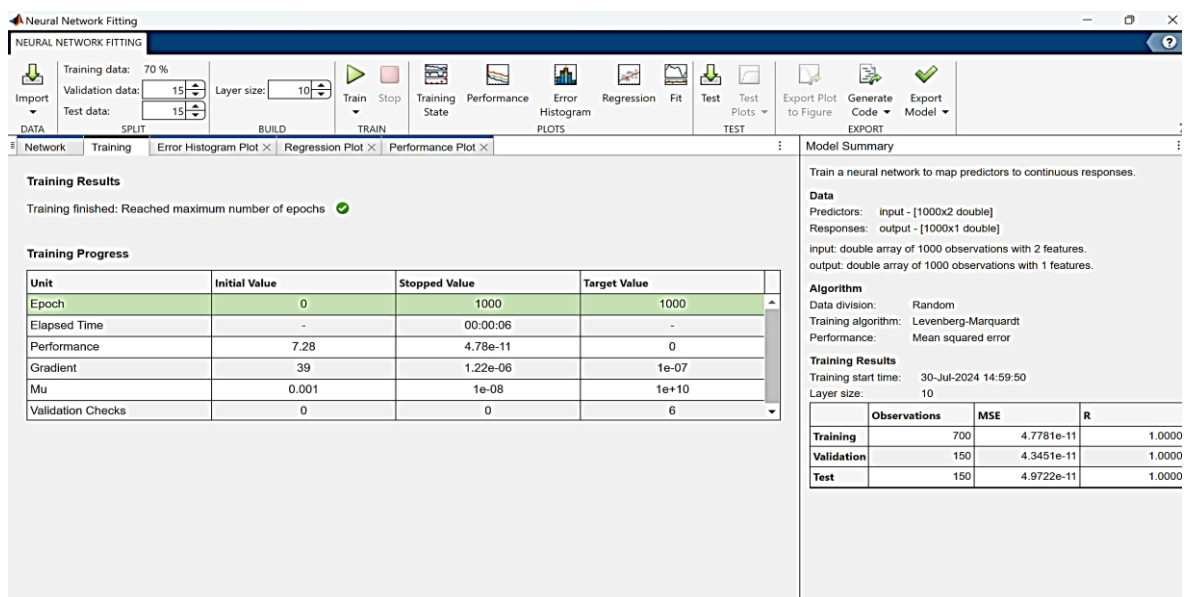 Neural Network Fitting
NEURAL NETWORK FITTING
?
Training data: 70 %
Validation data: 15
Test data: 15
Layer size: 10
Import
Train Stop
Training State
Performance
Error Histogram
Regression
Fit
Test
Test Plots
Export Plot to Figure
Generate Code
Export Model
DATA SPLIT BUILD TRAIN PLOTS TEST EXPORT
Network Training Error Histogram Plot × Regression Plot × Performance Plot ×
Training Results
Training finished: Reached maximum number of epochs
Training Progress
Unit Initial Value Stopped Value Target Value
Epoch 0 1000 1000
Elapsed Time - 00:00:06 -
Performance 7.28 4.78e-11 0
Gradient 39 1.22e-06 1e-07
Mu 0.001 1e-08 1e+10
Validation Checks 0 0 6
Model Summary
Train a neural network to map predictors to continuous responses.
Data
Predictors: input - [1000x2 double]
Responses: output - [1000x1 double]
input: double array of 1000 observations with 2 features.
output: double array of 1000 observations with 1 features.
Algorithm
Data division: Random
Training algorithm: Levenberg-Marquardt
Performance: Mean squared error
Training Results
Training start time: 30-Jul-2024 14:59:50
Layer size: 10
Observations MSE R
Training 700 4.7781e-11 1.0000
Validation 150 4.3451e-11 1.0000
Test 150 4.9722e-11 1.0000